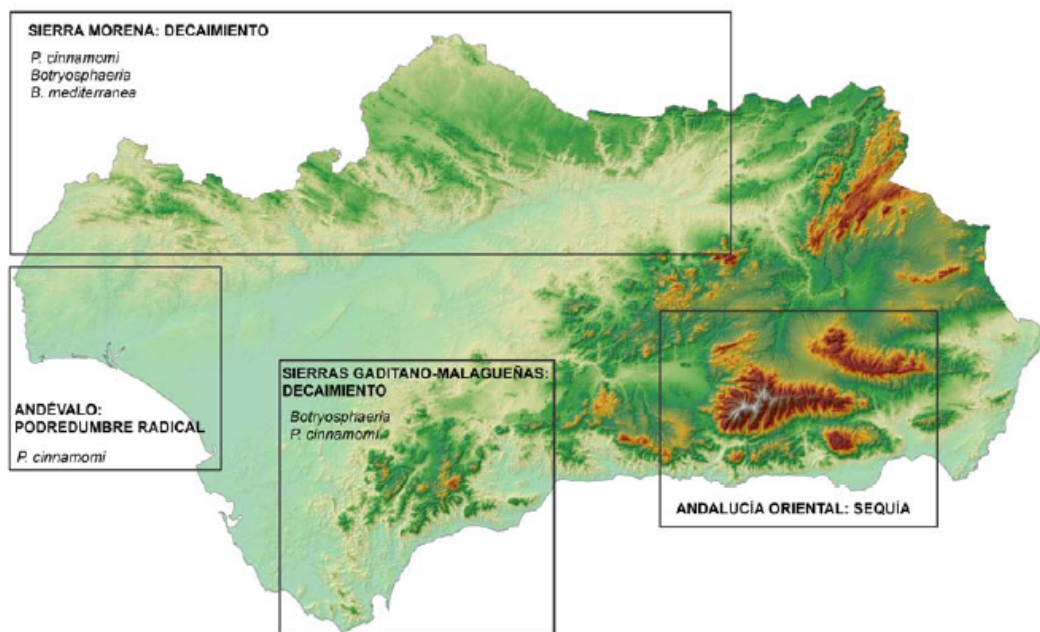 SIERRA MORENA: DECAIMIENTO
P. cinnamomi
Botryosphaeria
B. mediterranea
SIERRAS GADITANO-MALAGUEÑAS:
DECAIMIENTO
Botryosphaeria
P. cinnamomi
ANDÉVALO:
PODREDUMBRE RADICAL
P. cinnamomi
ANDALUCÍA ORIENTAL: SEQUÍA